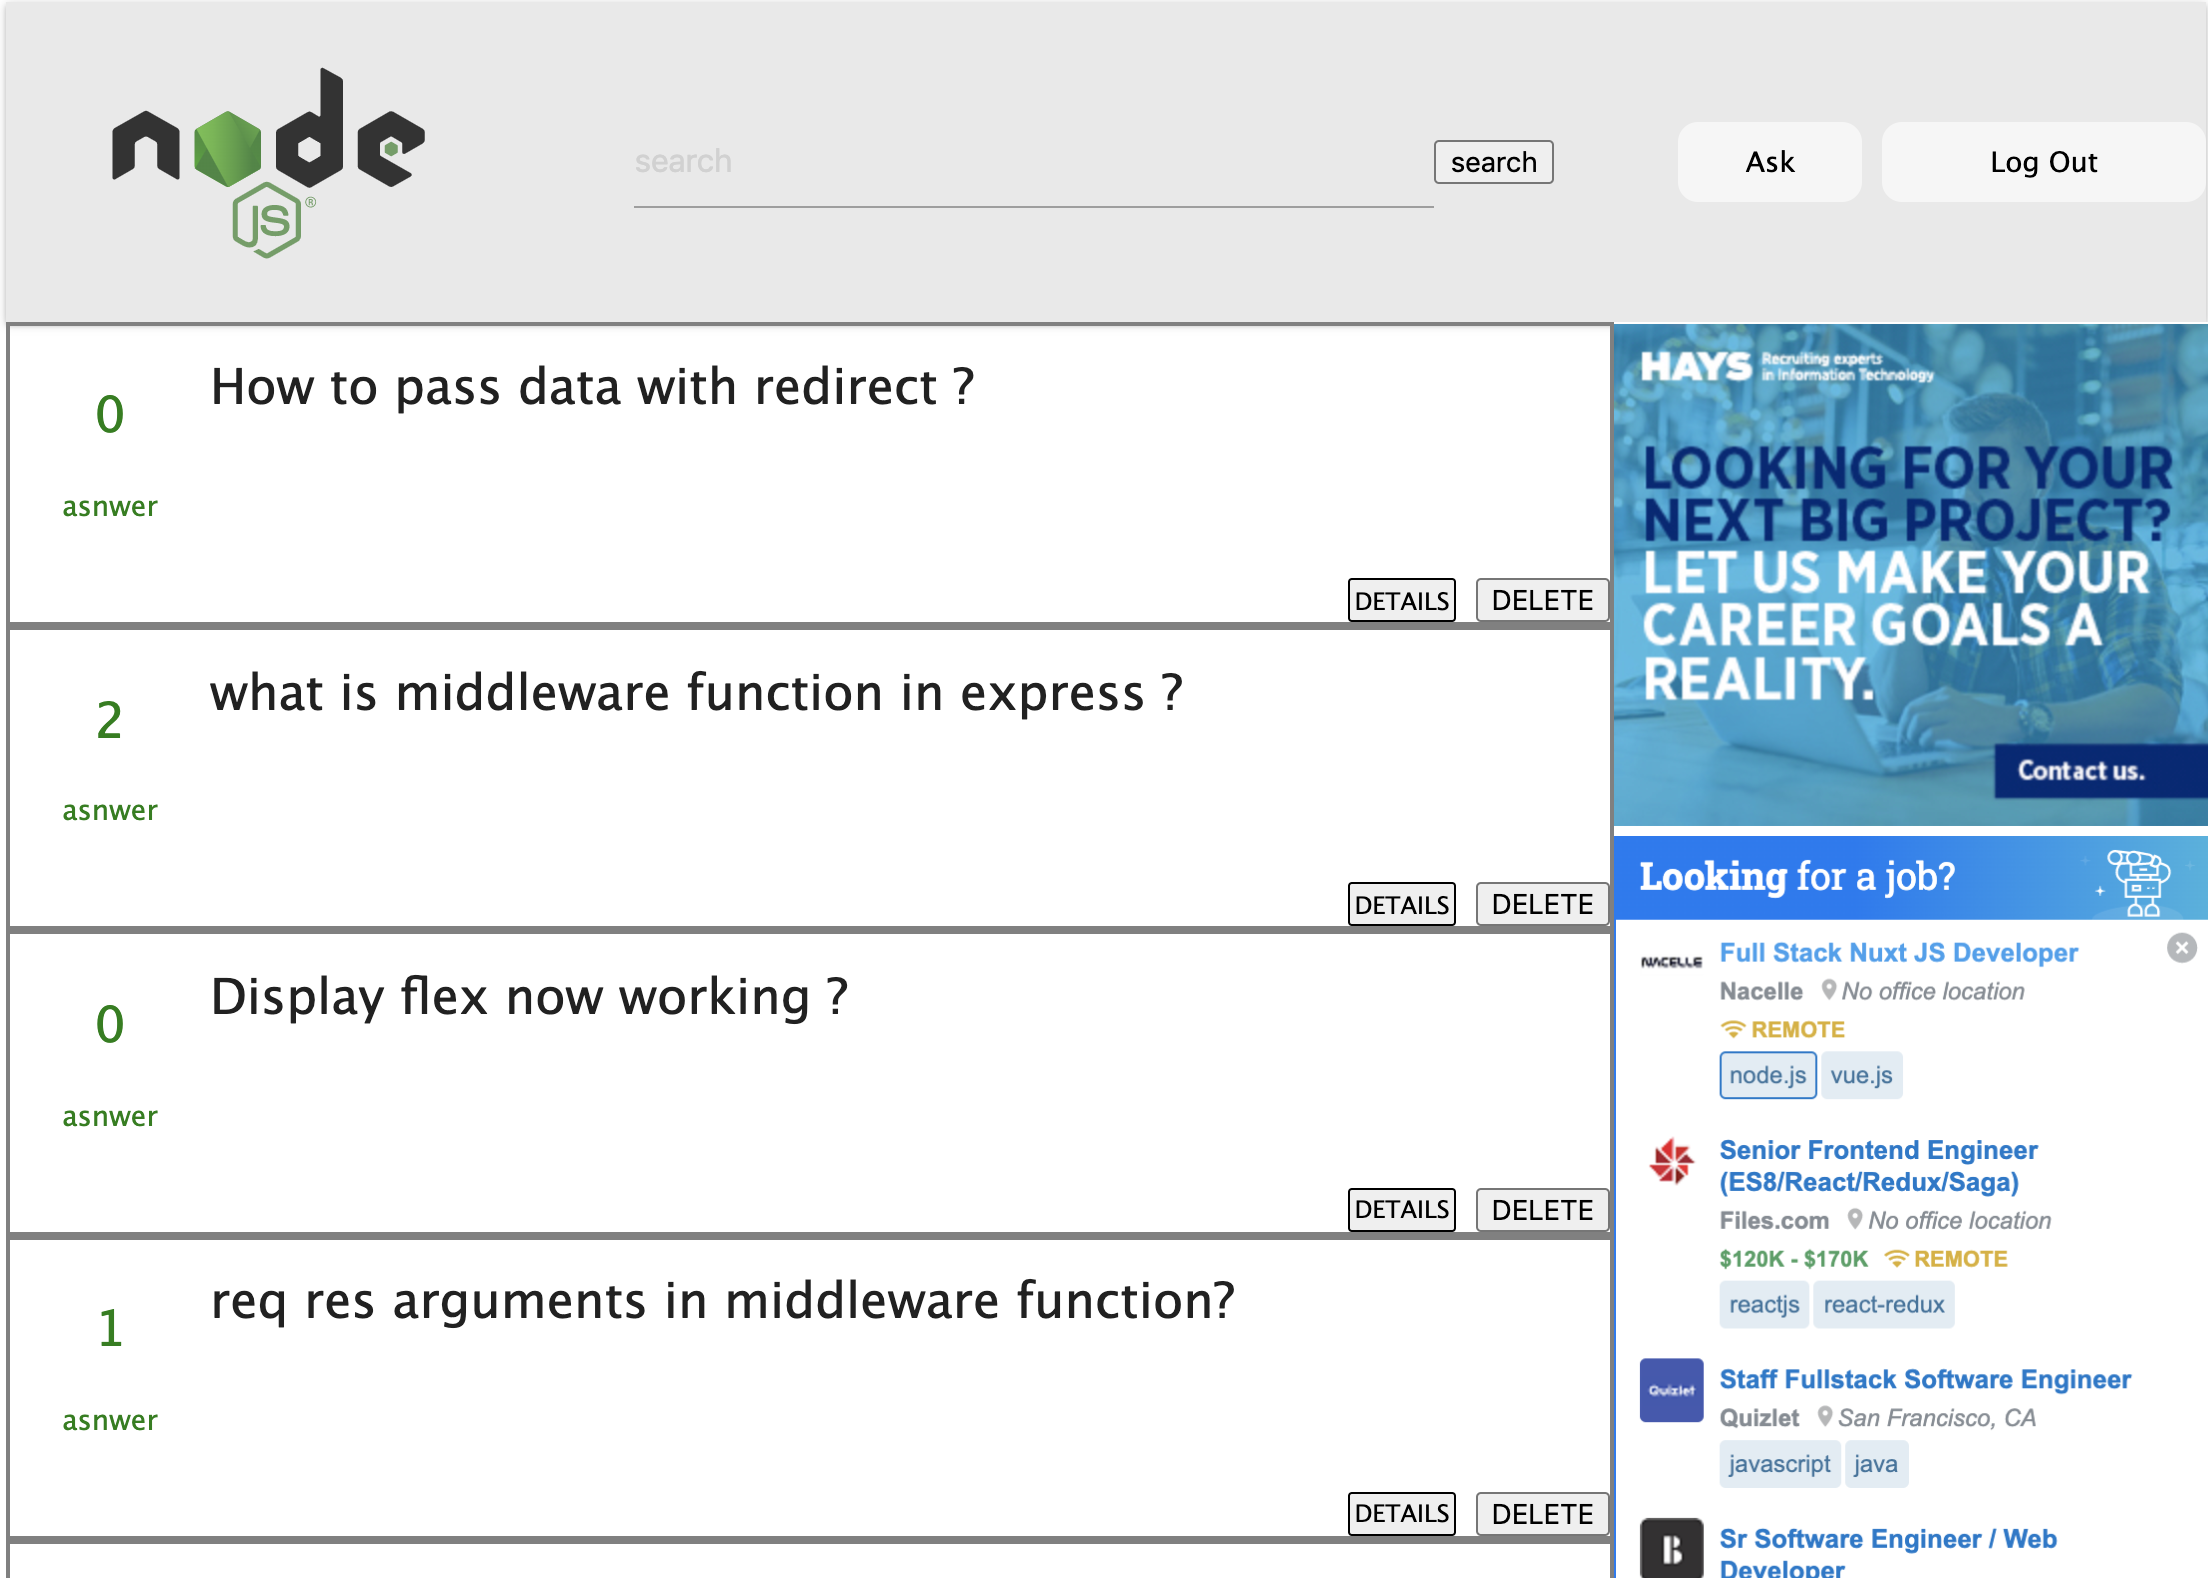 node
JS®
search
search
Ask
Log Out
How to pass data with redirect ?
0
asnwer
DETAILS
DELETE
what is middleware function in express ?
2
asnwer
DETAILS
DELETE
Display flex now working ?
0
asnwer
DETAILS
DELETE
req res arguments in middleware function?
1
asnwer
DETAILS
DELETE
HAYS Recruiting experts
in Information Technology
LOOKING FOR YOUR
NEXT BIG PROJECT?
LET US MAKE YOUR
CAREER GOALS A
REALITY.
Contact us.
Looking for a job?
NACELLE
Full Stack Nuxt JS Developer
Nacelle No office location
REMOTE
node.js vue.js
Senior Frontend Engineer
(ES8/React/Redux/Saga)
Files.com No office location
$120K - $170K REMOTE
reactjs react-redux
Quizlet
Staff Fullstack Software Engineer
Quizlet San Francisco, CA
javascript java
B
Sr Software Engineer / Web
Developer